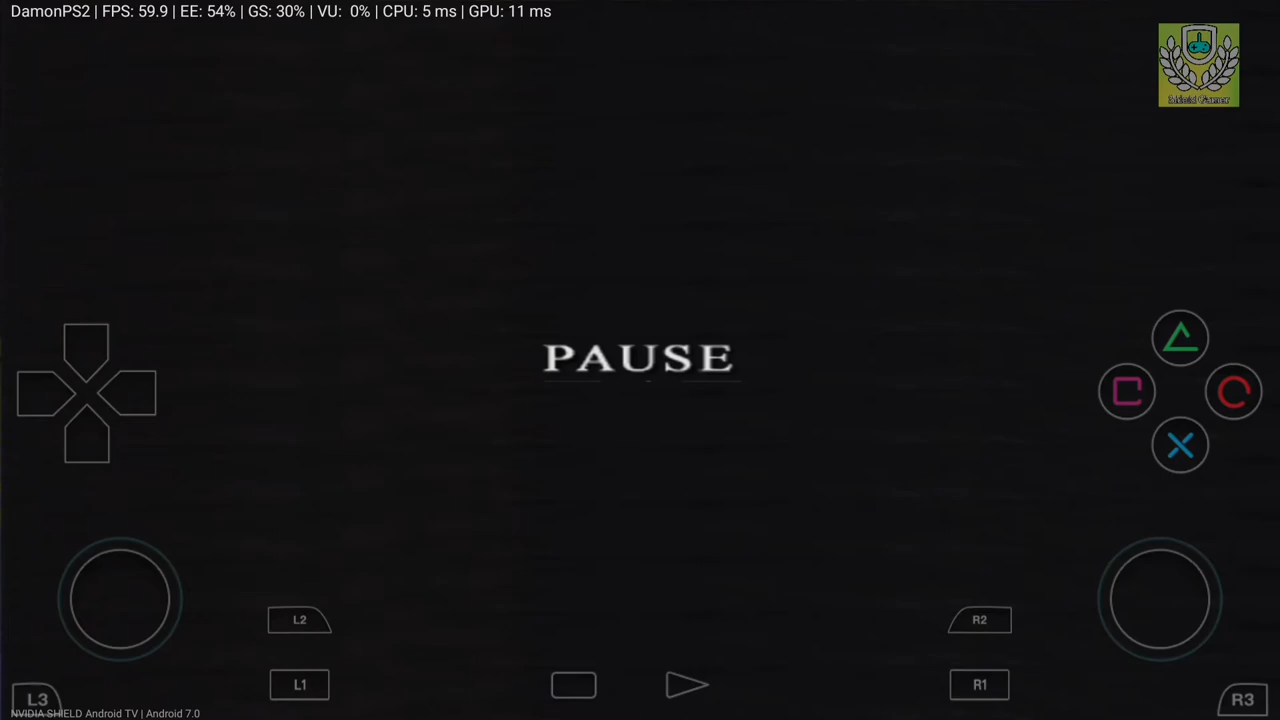 DamonPS2 | FPS: 59.9 | EE: 54% | GS: 30% | VU: 0% | CPU: 5 ms | GPU: 11 ms
PAUSE
L2
R2
L1
R1
L3
R3
NVIDIA SHIELD Android TV | Android 7.0